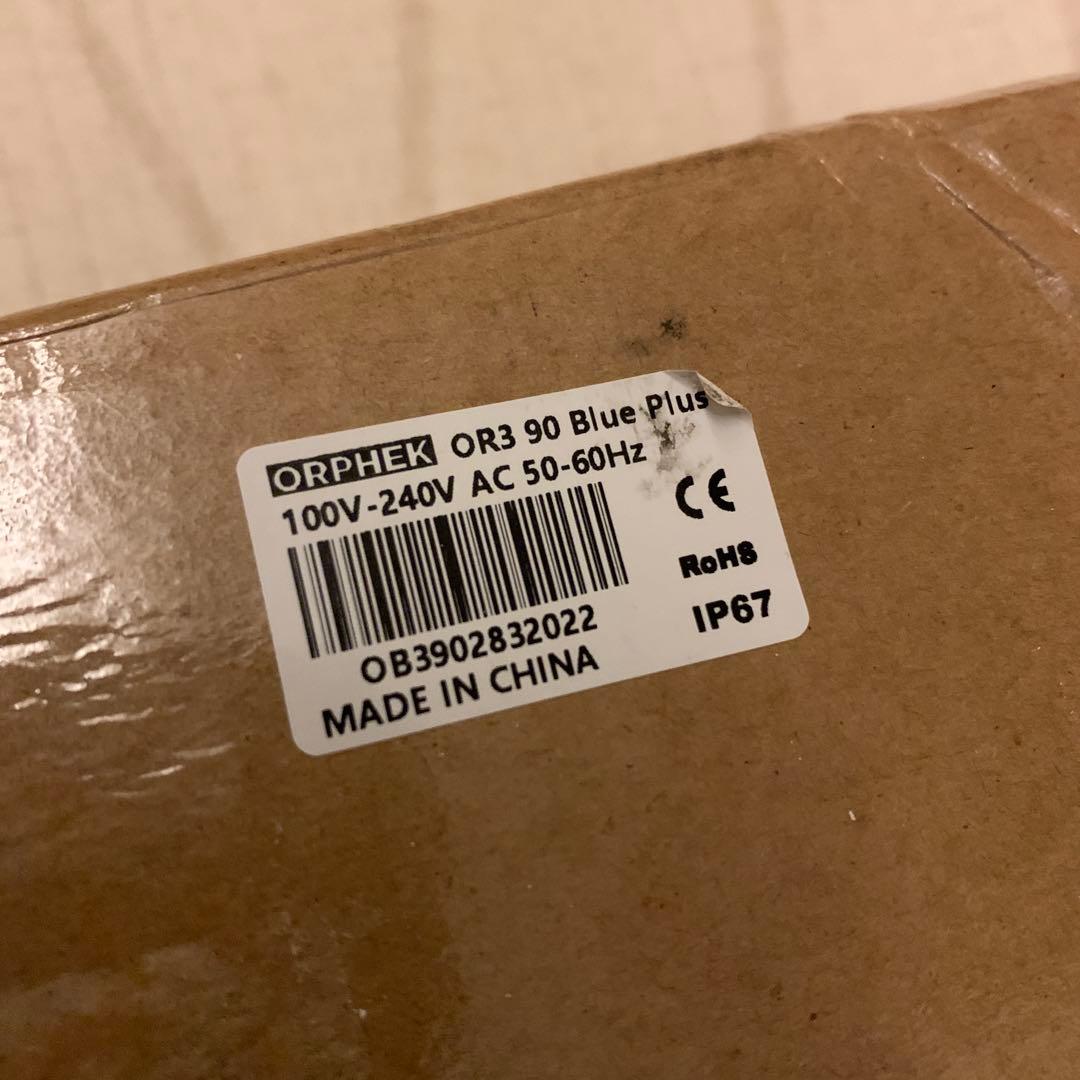 ORPHEK OR3 90 Blue Plus
100V-240V AC 50-60Hz
CE
RoHS
IP67
OB3902832022
MADE IN CHINA